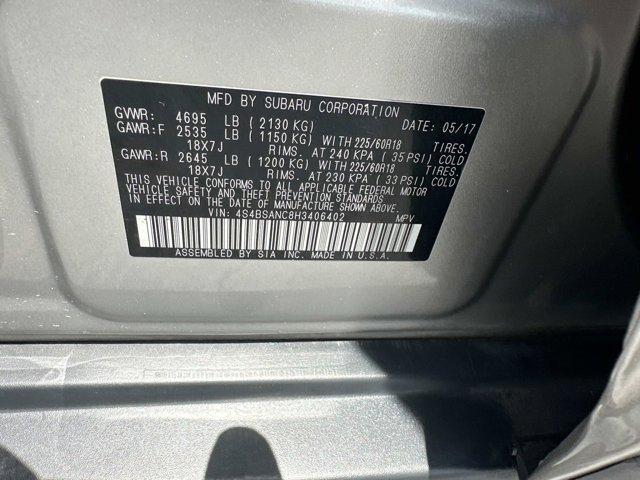 MFD BY SUBARU CORPORATION
GVWR: 4695 LB ( 2130 KG) DATE: 05/17
GAWR:F 2535 LB ( 1150 KG) WITH 225/60R18 TIRES.
18X7J RIMS. AT 240 KPA ( 35 PSI) COLD
GAWR:R 2645 LB ( 1200 KG) WITH 225/60R18 TIRES.
18X7J RIMS. AT 230 KPA ( 33 PSI) COLD
THIS VEHICLE CONFORMS TO ALL APPLICABLE FEDERAL MOTOR
VEHICLE SAFETY AND THEFT PREVENTION STANDARDS
IN EFFECT ON THE DATE OF MANUFACTURE SHOWN ABOVE.
VIN: 4S4BSANC8H3406402 MPV
ASSEMBLED BY SIA INC. MADE IN U.S.A.